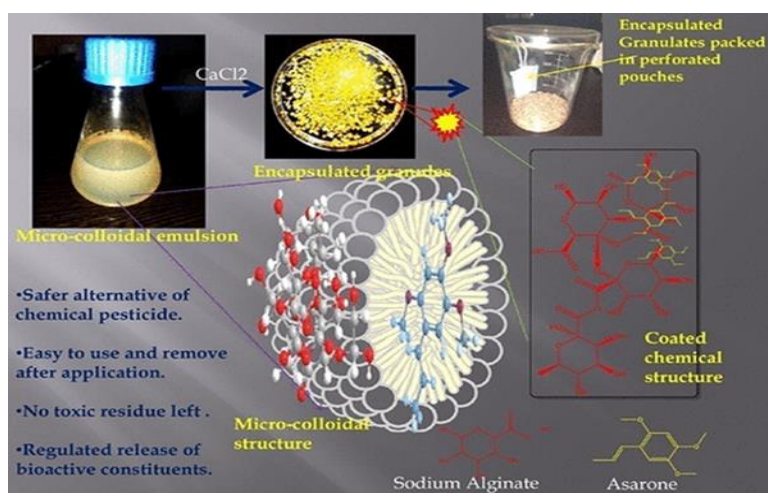 CaCl2
Encapsulated
Granulates packed
in perforated
pouches
Encapsulated granules
Micro-colloidal emulsion
•Safer alternative of
chemical pesticide.
•Easy to use and remove
after application.
•No toxic residue left .
•Regulated release of
bioactive constituents.
Micro-colloidal
structure
Coated
chemical
structure
Sodium Alginate
Asarone